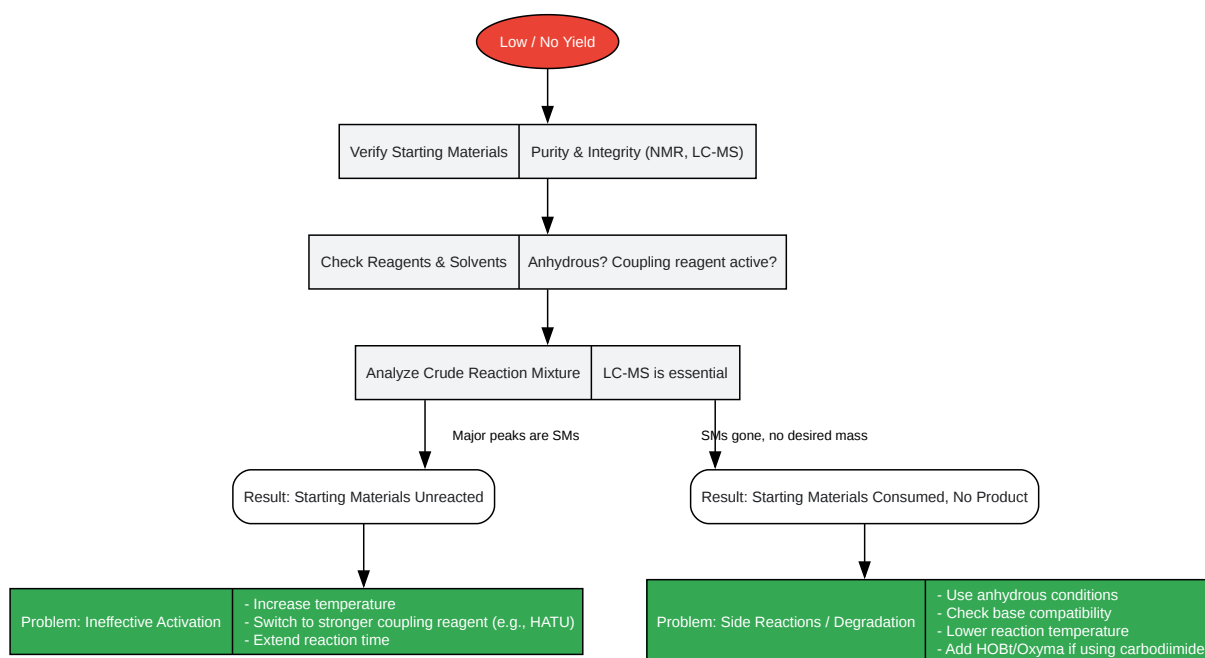 Low / No Yield
Verify Starting Materials
Purity & Integrity (NMR, LC-MS)
Check Reagents & Solvents
Anhydrous? Coupling reagent active?
Analyze Crude Reaction Mixture
LC-MS is essential
Major peaks are SMs
SMs gone, no desired mass
Result: Starting Materials Unreacted
Result: Starting Materials Consumed, No Product
Problem: Ineffective Activation
- Increase temperature
- Switch to stronger coupling reagent (e.g., HATU)
- Extend reaction time
Problem: Side Reactions / Degradation
- Use anhydrous conditions
- Check base compatibility
- Lower reaction temperature
- Add HOBt/Oxyma if using carbodiimide